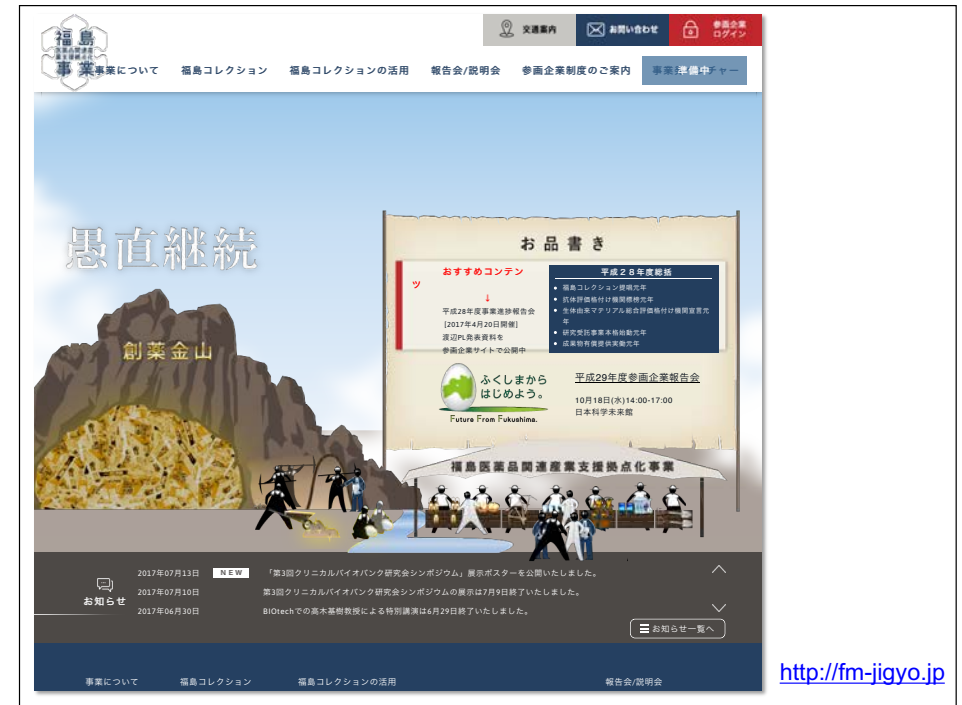 交通案内
お問い合わせ
参画企業
ログイン
福島
医薬品関連産
業支援拠点化
事業
事業について
福島コレクション
福島コレクションの活用
報告会/説明会
参画企業制度のご案内
準備中
愚直継続
創薬金山
お品書き
おすすめコンテン
ツ
↓
平成28年度事業進捗報告会
[2017年4月20日開催]
渡辺PL発表資料を
参画企業サイトで公開中
平成28年度総括
福島コレクション提唱元年
抗体評価格付け機関標榜元年
生体由来マテリアル総合評価格付け機関宣言元
年
研究受託事業本格始動元年
成果物有償提供実働元年
ふくしまから
はじめよう。
Future From Fukushima.
平成29年度参画企業報告会
10月18日(水)14:00-17:00
日本科学未来館
福島医薬品関連産業支援拠点化事業
お知らせ
2017年07月13日 NEW 「第3回クリニカルバイオバンク研究会シンポジウム」展示ポスターを公開いたしました。
2017年07月10日 第3回クリニカルバイオバンク研究会シンポジウムの展示は7月9日終了いたしました。
2017年06月30日 BIOtechでの高木基樹教授による特別講演は6月29日終了いたしました。
お知らせ一覧へ
事業について
福島コレクション
福島コレクションの活用
報告会/説明会
http://fm-jigyo.jp